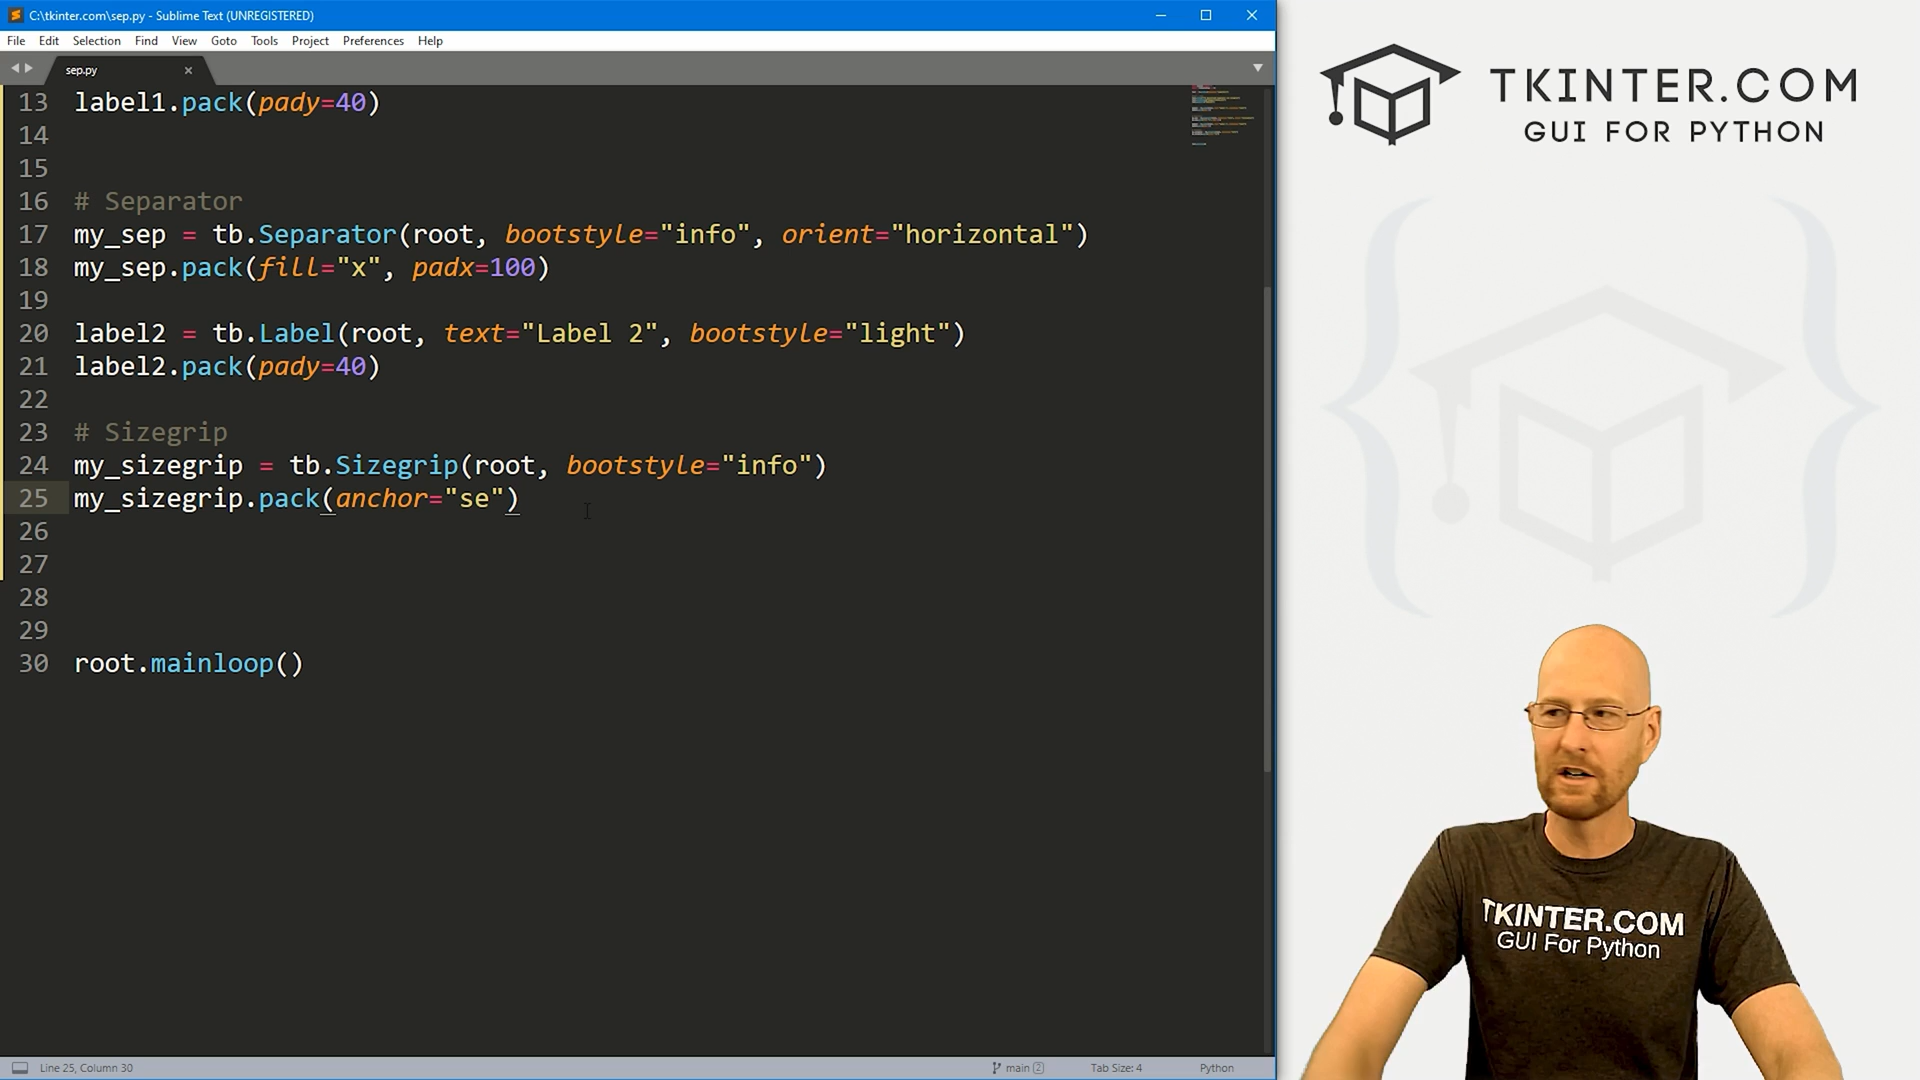 C:\tkinter.com\sep.py - Sublime Text (UNREGISTERED)
File Edit Selection Find View Goto Tools Project Preferences Help
sep.py
13 label1.pack(pady=40)
14
15
16 # Separator
17 my_sep = tb.Separator(root, bootstyle="info", orient="horizontal")
18 my_sep.pack(fill="x", padx=100)
19
20 label2 = tb.Label(root, text="Label 2", bootstyle="light")
21 label2.pack(pady=40)
22
23 # Sizegrip
24 my_sizegrip = tb.Sizegrip(root, bootstyle="info")
25 my_sizegrip.pack(anchor="se")
26
27
28
29
30 root.mainloop()
Line 25, Column 30 main 2 Tab Size: 4 Python
TKINTER.COM
GUI FOR PYTHON
TKINTER.COM
GUI For Python